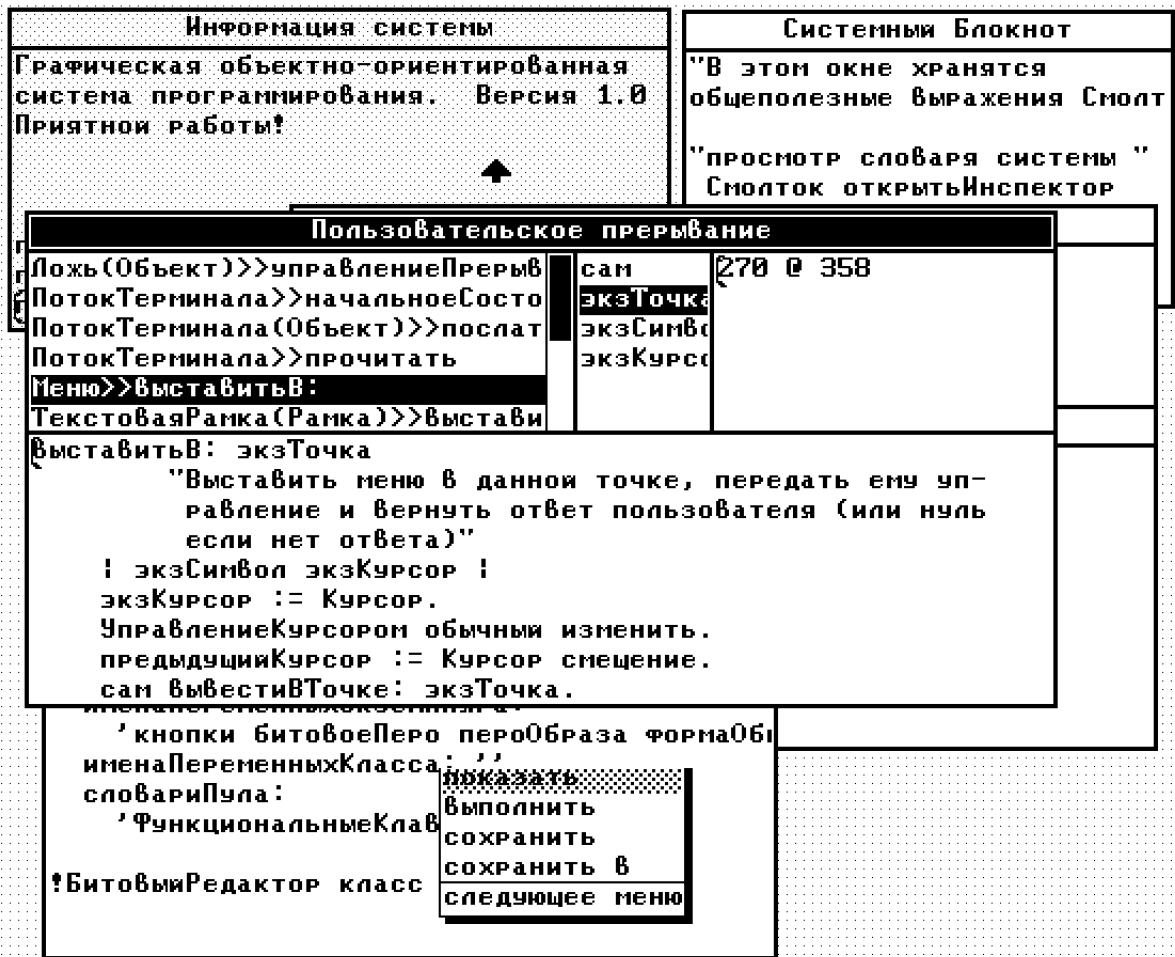 Информация системы
Графическая объектно-ориентированная
система программирования. Версия 1.0
Приятной работы!
Системный Блокнот
"В этом окне хранятся
общеполезные выражения Смолт
"просмотр словаря системы "
Смолток открытьИнспектор
Пользовательское прерывание
Ложь(Объект)>>управлениеПрерыв
ПотокТерминала>>начальноеСосто
ПотокТерминала(Объект)>>послат
ПотокТерминала>>прочитать
Меню>>выставитьВ:
ТекстоваяРамка(Рамка)>>выстави
сам
экзТочка
экзСимво
экзКурсо
270 @ 358
выставитьВ: экзТочка
"Выставить меню в данной точке, передать ему уп-
равление и вернуть ответ пользователя (или нуль
если нет ответа)"
| экзСимвол экзКурсор |
экзКурсор := Курсор.
УправлениеКурсором обычный изменить.
предыдущийКурсор := Курсор смещение.
сам вывестиВТочке: экзТочка.
'кнопки битовоеПеро пероОбраза формаОбы
именаПеременныхКласса: ''
словариПула:
'ФункциональныеКлав
!БитовыйРедактор класс
показать
выполнить
сохранить
сохранить в
следующее меню